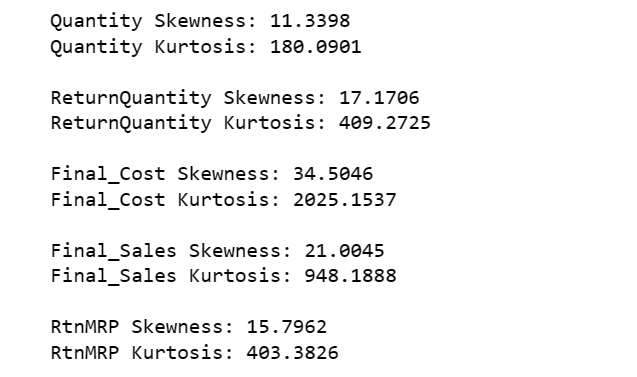 Quantity Skewness: 11.3398
Quantity Kurtosis: 180.0901
ReturnQuantity Skewness: 17.1706
ReturnQuantity Kurtosis: 409.2725
Final_Cost Skewness: 34.5046
Final_Cost Kurtosis: 2025.1537
Final_Sales Skewness: 21.0045
Final_Sales Kurtosis: 948.1888
RtnMRP Skewness: 15.7962
RtnMRP Kurtosis: 403.3826